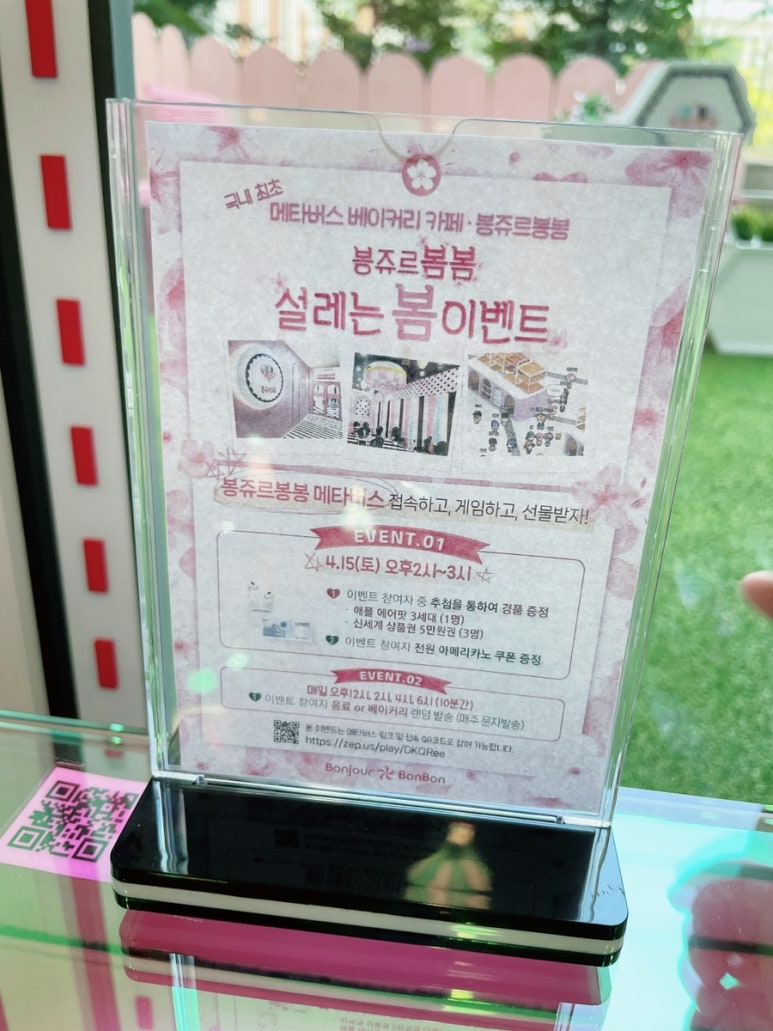 국내 최초
메타버스 베이커리 카페·봉쥬르봉봉
봉쥬르봄봄
설레는 봄 이벤트
봉쥬르봉봉 메타버스 접속하고, 게임하고, 선물받자!
EVENT.01
4.15(토) 오후2시~3시
1 이벤트 참여자 중 추첨을 통하여 경품 증정
- 애플 에어팟 3세대 (1명)
- 신세계 상품권 5만원권 (3명)
2 이벤트 참여자 전원 아메리카노 쿠폰 증정
EVENT.02
매일 오후12시, 2시, 4시, 6시 (10분간)
1 이벤트 참여자 음료 or 베이커리 랜덤 발송 (매주 문자발송)
본 이벤트는 메타버스 링크 및 접속 QR코드로 참여 가능합니다.
https://zep.us/play/DKQRee
Bonjour BonBon